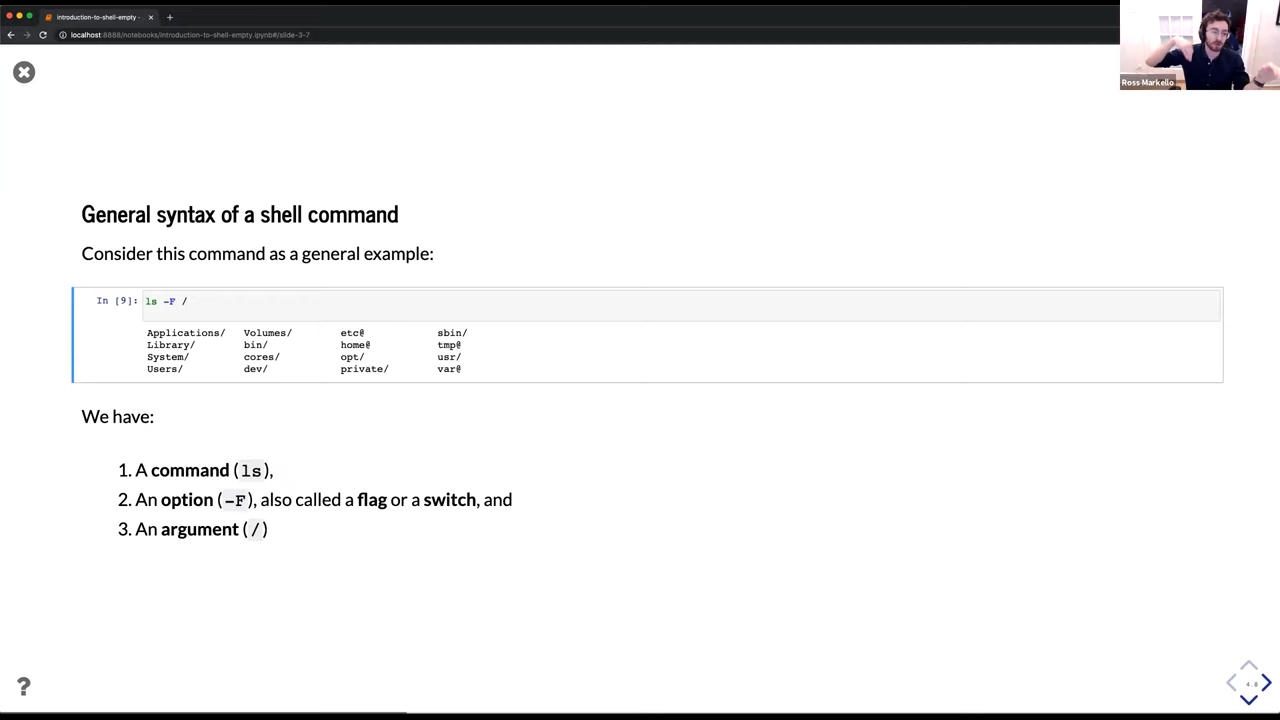 introduction-to-shell-empty -
localhost:8888/notebooks/introduction-to-shell-empty.ipynb#/slide-3-7
Ross Markello
General syntax of a shell command
Consider this command as a general example:
In [9]: ls -F /
Applications/ Volumes/ etc@ sbin/
Library/ bin/ home@ tmp@
System/ cores/ opt/ usr/
Users/ dev/ private/ var@
We have:
1. A command (ls),
2. An option (-F), also called a flag or a switch, and
3. An argument (/)
?
4.8